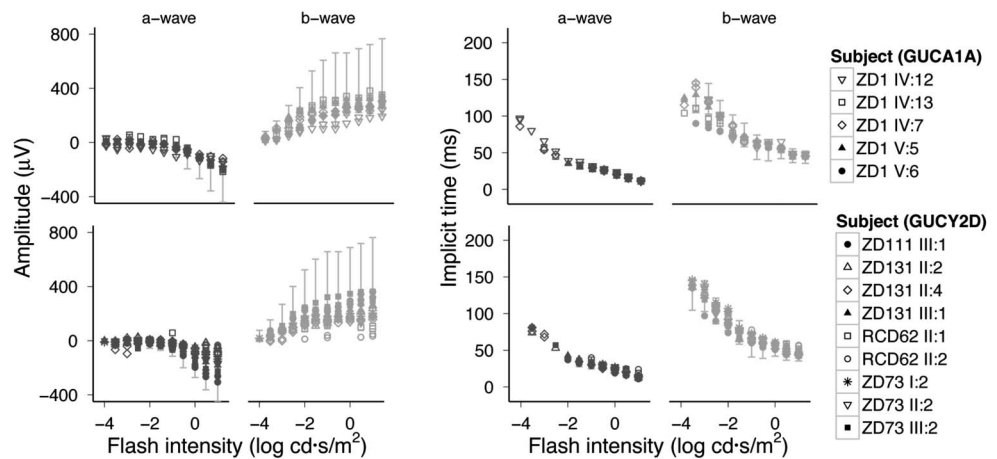 a−wave
b−wave
800
400
0
−400
800
400
0
−400
Amplitude (µV)
−4
−2
0
−4
−2
0
Flash intensity (log cd·s/m²)
a−wave
b−wave
200
150
100
50
0
200
150
100
50
0
Implicit time (ms)
−4
−2
0
−4
−2
0
Flash intensity (log cd·s/m²)
Subject (GUCA1A)
ZD1 IV:12
ZD1 IV:13
ZD1 IV:7
ZD1 V:5
ZD1 V:6
Subject (GUCY2D)
ZD111 III:1
ZD131 II:2
ZD131 II:4
ZD131 III:1
RCD62 II:1
RCD62 II:2
ZD73 I:2
ZD73 II:2
ZD73 III:2